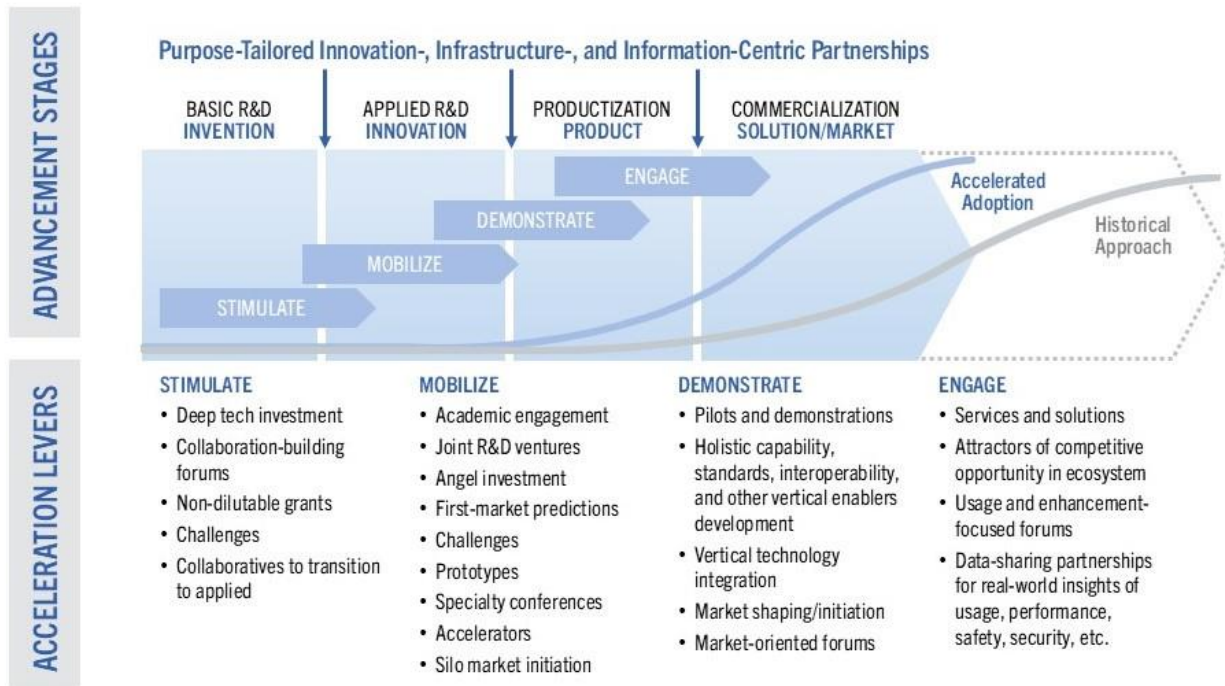 ADVANCEMENT STAGES
Purpose-Tailored Innovation-, Infrastructure-, and Information-Centric Partnerships
BASIC R&D
INVENTION
APPLIED R&D
INNOVATION
PRODUCTIZATION
PRODUCT
COMMERCIALIZATION
SOLUTION/MARKET
ENGAGE
DEMONSTRATE
MOBILIZE
STIMULATE
Accelerated
Adoption
Historical
Approach
ACCELERATION LEVERS
STIMULATE
• Deep tech investment
• Collaboration-building
forums
• Non-dilutable grants
• Challenges
• Collaboratives to transition
to applied
MOBILIZE
• Academic engagement
• Joint R&D ventures
• Angel investment
• First-market predictions
• Challenges
• Prototypes
• Specialty conferences
• Accelerators
• Silo market initiation
DEMONSTRATE
• Pilots and demonstrations
• Holistic capability,
standards, interoperability,
and other vertical enablers
development
• Vertical technology
integration
• Market shaping/initiation
• Market-oriented forums
ENGAGE
• Services and solutions
• Attractors of competitive
opportunity in ecosystem
• Usage and enhancement-
focused forums
• Data-sharing partnerships
for real-world insights of
usage, performance,
safety, security, etc.